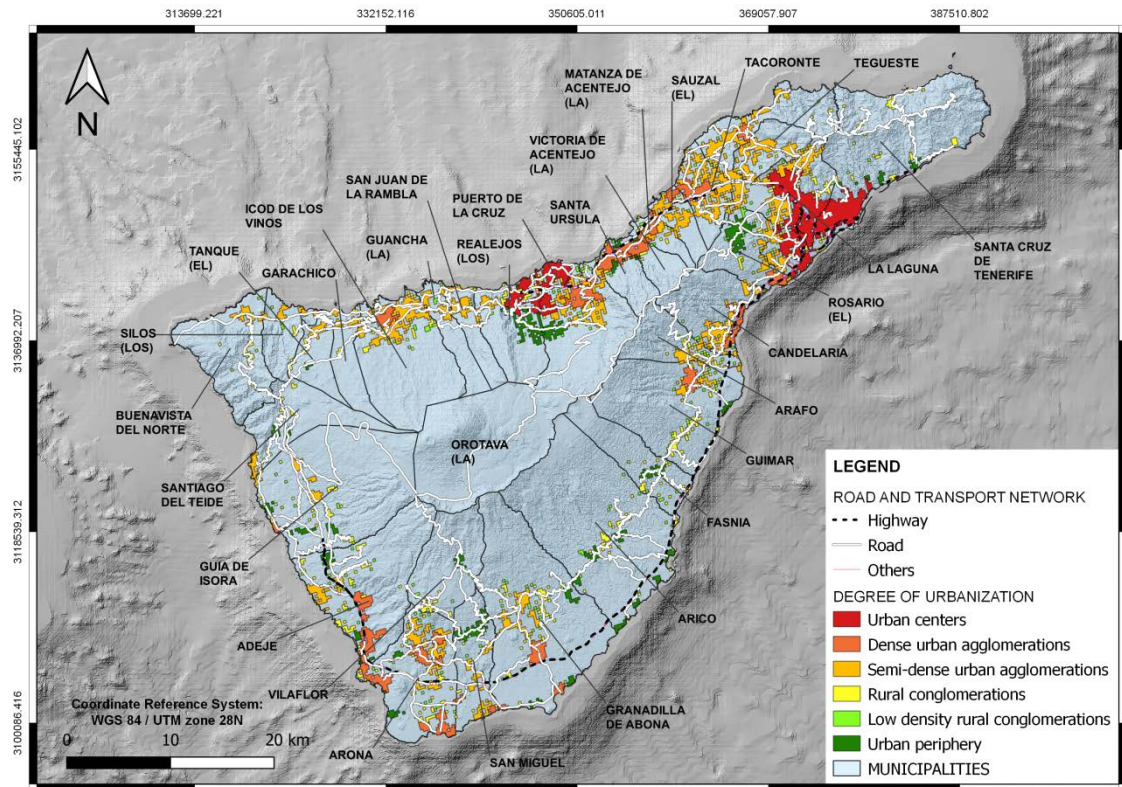 313699.221
332152.116
350605.011
369057.907
387510.802
3155445.102
3136992.207
3118539.312
3100086.416
N
TACORONTE
TEGUESTE
MATANZA DE
ACENTEJO
(LA)
SAUZAL
(EL)
VICTORIA DE
ACENTEJO
(LA)
SAN JUAN DE
LA RAMBLA
PUERTO DE
LA CRUZ
SANTA
URSULA
ICOD DE LOS
VINOS
GUANCHA
(LA)
REALEJOS
(LOS)
TANQUE
(EL)
GARACHICO
SANTA CRUZ
DE
TENERIFE
LA LAGUNA
ROSARIO
(EL)
SILOS
(LOS)
CANDELARIA
BUENAVISTA
DEL NORTE
ARAFO
OROTAVA
(LA)
GUIMAR
SANTIAGO
DEL TEIDE
FASNIA
GUÍA DE
ISORA
ARICO
ADEJE
VILAFLOR
GRANADILLA
DE ABONA
ARONA
SAN MIGUEL
Coordinate Reference System:
WGS 84 / UTM zone 28N
0 10 20 km
LEGEND
ROAD AND TRANSPORT NETWORK
Highway
Road
Others
DEGREE OF URBANIZATION
Urban centers
Dense urban agglomerations
Semi-dense urban agglomerations
Rural conglomerations
Low density rural conglomerations
Urban periphery
MUNICIPALITIES